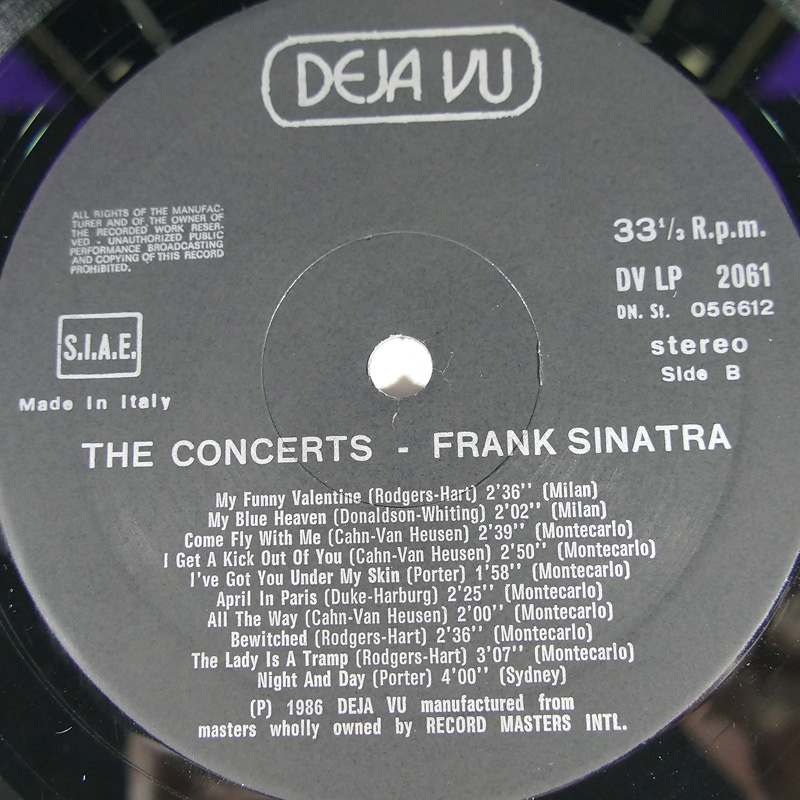 DEJA VU
ALL RIGHTS OF THE MANUFAC-
TURER AND OF THE OWNER OF
THE RECORDED WORK RESER-
VED - UNAUTHORIZED PUBLIC
PERFORMANCE BROADCASTING
AND COPYING OF THIS RECORD
PROHIBITED.
S.I.A.E.
Made in Italy
33 1/3 R.p.m.
DV LP 2061
DN. St. 056612
stereo
Side B
THE CONCERTS - FRANK SINATRA
My Funny Valentine (Rodgers-Hart) 2'36'' (Milan)
My Blue Heaven (Donaldson-Whiting) 2'02'' (Milan)
Come Fly With Me (Cahn-Van Heusen) 2'39'' (Montecarlo)
I Get A Kick Out Of You (Cahn-Van Heusen) 2'50'' (Montecarlo)
I've Got You Under My Skin (Porter) 1'58'' (Montecarlo)
April In Paris (Duke-Harburg) 2'25'' (Montecarlo)
All The Way (Cahn-Van Heusen) 2'00'' (Montecarlo)
Bewitched (Rodgers-Hart) 2'36'' (Montecarlo)
The Lady Is A Tramp (Rodgers-Hart) 3'07'' (Montecarlo)
Night And Day (Porter) 4'00'' (Sydney)
(P) 1986 DEJA VU manufactured from
masters wholly owned by RECORD MASTERS INTL.